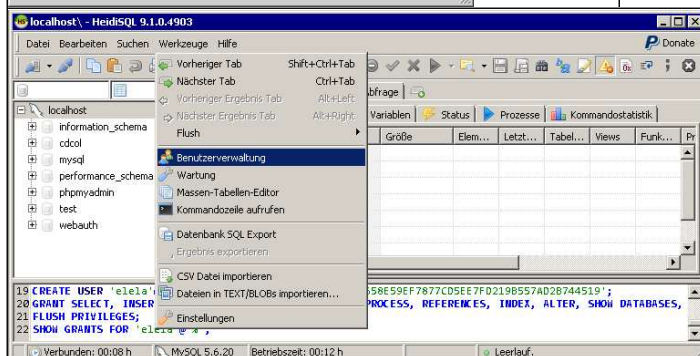 localhost\ - HeidiSQL 9.1.0.4903
Datei Bearbeiten Suchen Werkzeuge Hilfe
Donate
Vorheriger Tab Shift+Ctrl+Tab
Nächster Tab Ctrl+Tab
Vorheriger Ergebnis Tab Alt+Left
Nächster Ergebnis Tab Alt+Right
Flush
Benutzerverwaltung
Wartung
Massen-Tabellen-Editor
Kommandozeile aufrufen
Datenbank SQL Export
Ergebnis exportieren
CSV Datei importieren
Dateien in TEXT/BLOBs importieren...
Einstellungen
bfrage
Variablen Status Prozesse Kommandostatistik
Größe Elem... Letzt... Tabel... Views Funk... Pr
localhost
information_schema
cdcol
mysql
performance_schema
phpmyadmin
test
webauth
19 CREATE USER 'elela'
20 GRANT SELECT, INSER PROCESS, REFERENCES, INDEX, ALTER, SHOW DATABASES,
21 FLUSH PRIVILEGES;
22 SHOW GRANTS FOR
Verbunden: 00:08 h MySQL 5.6.20 Betriebszeit: 00:12 h Leerlauf.